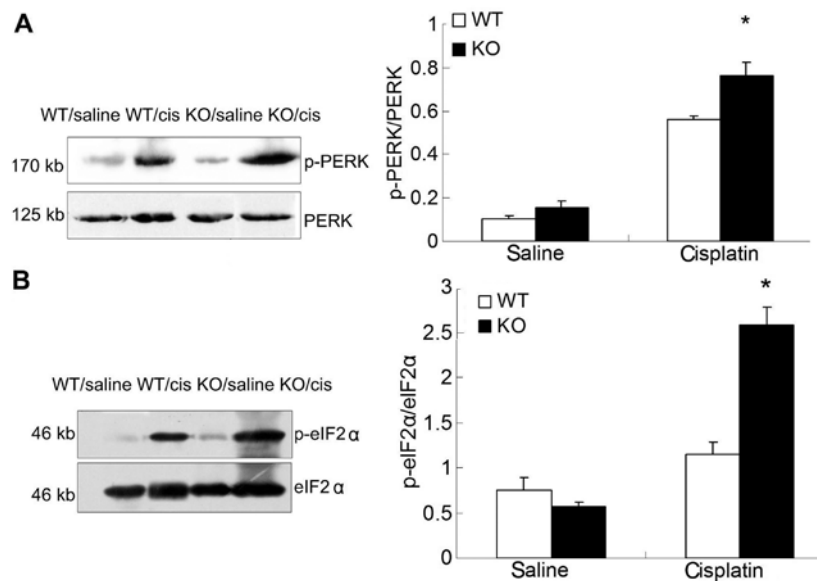 A
WT/saline WT/cis KO/saline KO/cis
170 kb
p-PERK
125 kb
PERK
p-PERK/PERK
1
0.8
0.6
0.4
0.2
0
WT
KO
*
Saline
Cisplatin
B
WT/saline WT/cis KO/saline KO/cis
46 kb
p-eIF2α
46 kb
eIF2α
p-eIF2α/eIF2α
3
2.5
2
1.5
1
0.5
0
WT
KO
*
Saline
Cisplatin